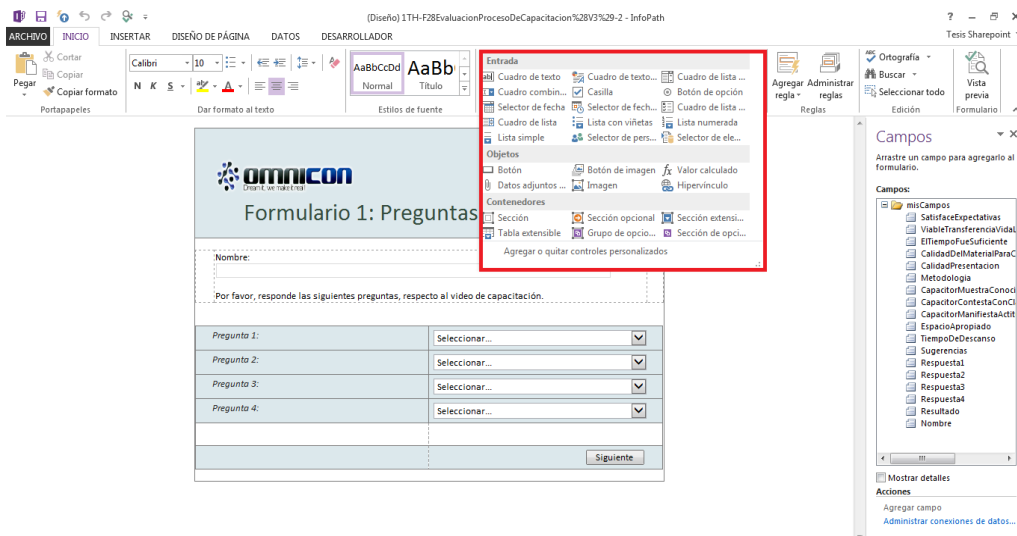 (Diseño) 1TH-F28EvaluacionProcesoDeCapacitacion%28V3%29-2 - InfoPath
ARCHIVO INICIO INSERTAR DISEÑO DE PÁGINA DATOS DESARROLLADOR Tesis Sharepoint
Pegar
Cortar
Copiar
Copiar formato
Portapapeles
Calibri 10
N K S
Dar formato al texto
AaBbCcDd AaBb
Normal Título
Estilos de fuente
Entrada
Cuadro de texto Cuadro de texto... Cuadro de lista ...
Cuadro combin... Casilla Botón de opción
Selector de fecha Selector de fech... Cuadro de lista ...
Cuadro de lista Lista con viñetas Lista numerada
Lista simple Selector de pers... Selector de ele...
Objetos
Botón Botón de imagen fx Valor calculado
Datos adjuntos ... Imagen Hipervínculo
Contenedores
Sección Sección opcional Sección extensi...
Tabla extensible Grupo de opcio... Sección de opci...
Agregar o quitar controles personalizados
Agregar regla
Administrar reglas
Reglas
Ortografía
Buscar
Seleccionar todo
Edición
Vista previa
Formulario
omnicon
Dream it, we make it real
Formulario 1: Preguntas
Nombre:
Por favor, responde las siguientes preguntas, respecto al video de capacitación.
Pregunta 1: Seleccionar...
Pregunta 2: Seleccionar...
Pregunta 3: Seleccionar...
Pregunta 4: Seleccionar...
Siguiente
Campos
Arrastre un campo para agregarlo al
formulario.
Campos:
misCampos
SatisfaceExpectativas
ViableTransferenciaVidaL
ElTiempoFueSuficiente
CalidadDelMaterialParaC
CalidadPresentacion
Metodologia
CapacitorMuestraConoci
CapacitorContestaConCl
CapacitorManifiestaActit
EspacioApropiado
TiempoDeDescanso
Sugerencias
Respuesta1
Respuesta2
Respuesta3
Respuesta4
Resultado
Nombre
Mostrar detalles
Acciones
Agregar campo
Administrar conexiones de datos...